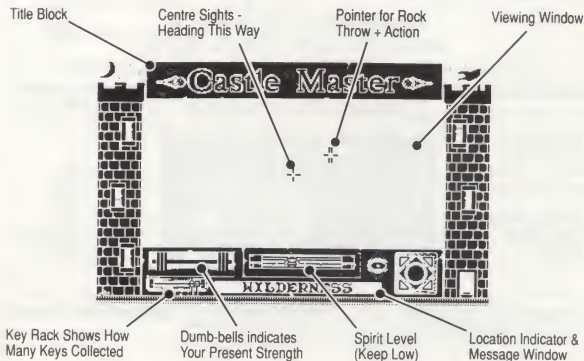 Title Block
Centre Sights -
Heading This Way
Pointer for Rock
Throw + Action
Viewing Window
Castle Master
WILDERNESS
Key Rack Shows How
Many Keys Collected
Dumb-bells indicates
Your Present Strength
Spirit Level
(Keep Low)
Location Indicator &
Message Window